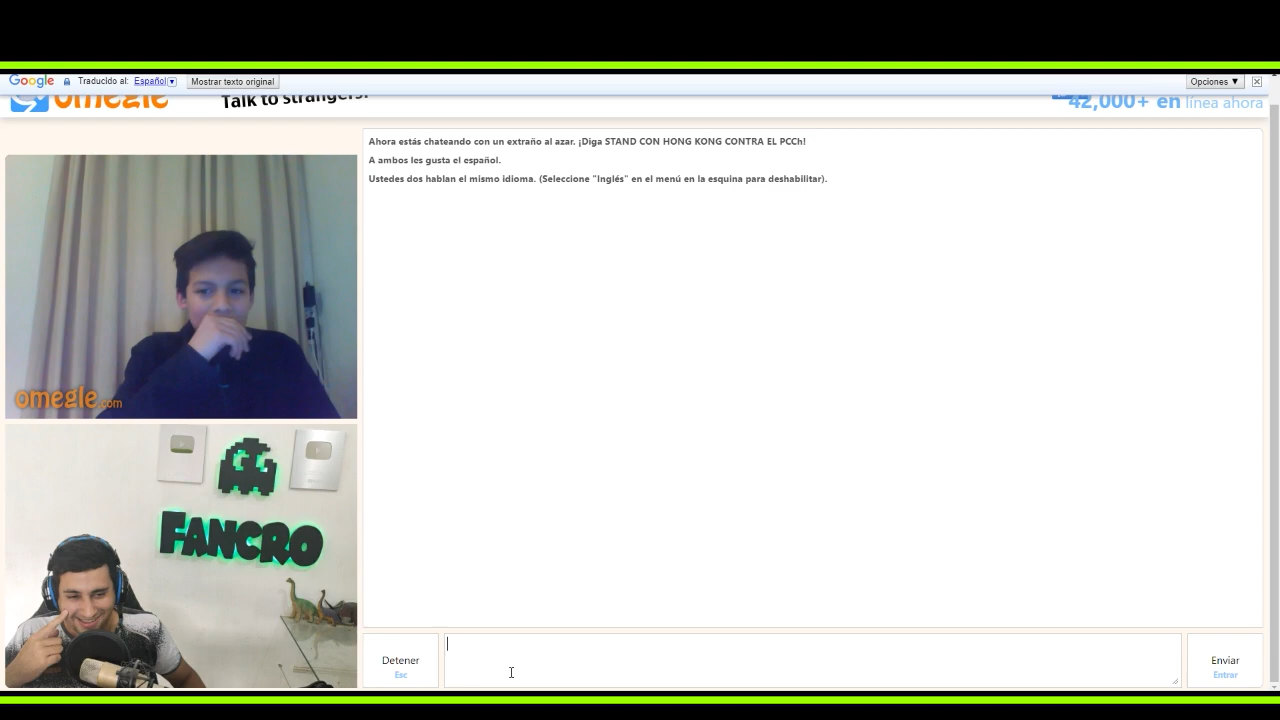 Google Traducido al: Español Mostrar texto original Opciones ▼
omegle Talk to strangers! 42,000+ en línea ahora
Ahora estás chateando con un extraño al azar. ¡Diga STAND CON HONG KONG CONTRA EL PCCh!
A ambos les gusta el español.
Ustedes dos hablan el mismo idioma. (Seleccione "Inglés" en el menú en la esquina para deshabilitar).
omegle.com
FANCRO
Detener
Esc
Enviar
Entrar